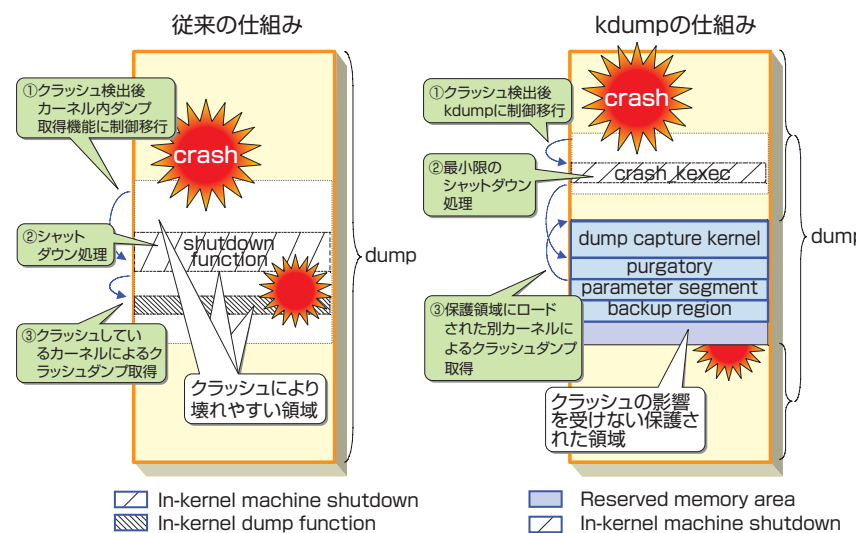 従来の仕組み
①クラッシュ検出後
カーネル内ダンプ
取得機能に制御移行
crash
②シャット
ダウン処理
shutdown
function
dump
③クラッシュしてい
るカーネルによるク
ラッシュダンプ取得
クラッシュにより
壊れやすい領域
In-kernel machine shutdown
In-kernel dump function
kdumpの仕組み
①クラッシュ検出後
kdumpに制御移行
crash
②最小限の
シャットダウン
処理
crash_kexec
dump capture kernel
purgatory
parameter segment
backup region
dump
③保護領域にロード
された別カーネルに
よるクラッシュダンプ
取得
クラッシュの影響
を受けない保護さ
れた領域
Reserved memory area
In-kernel machine shutdown